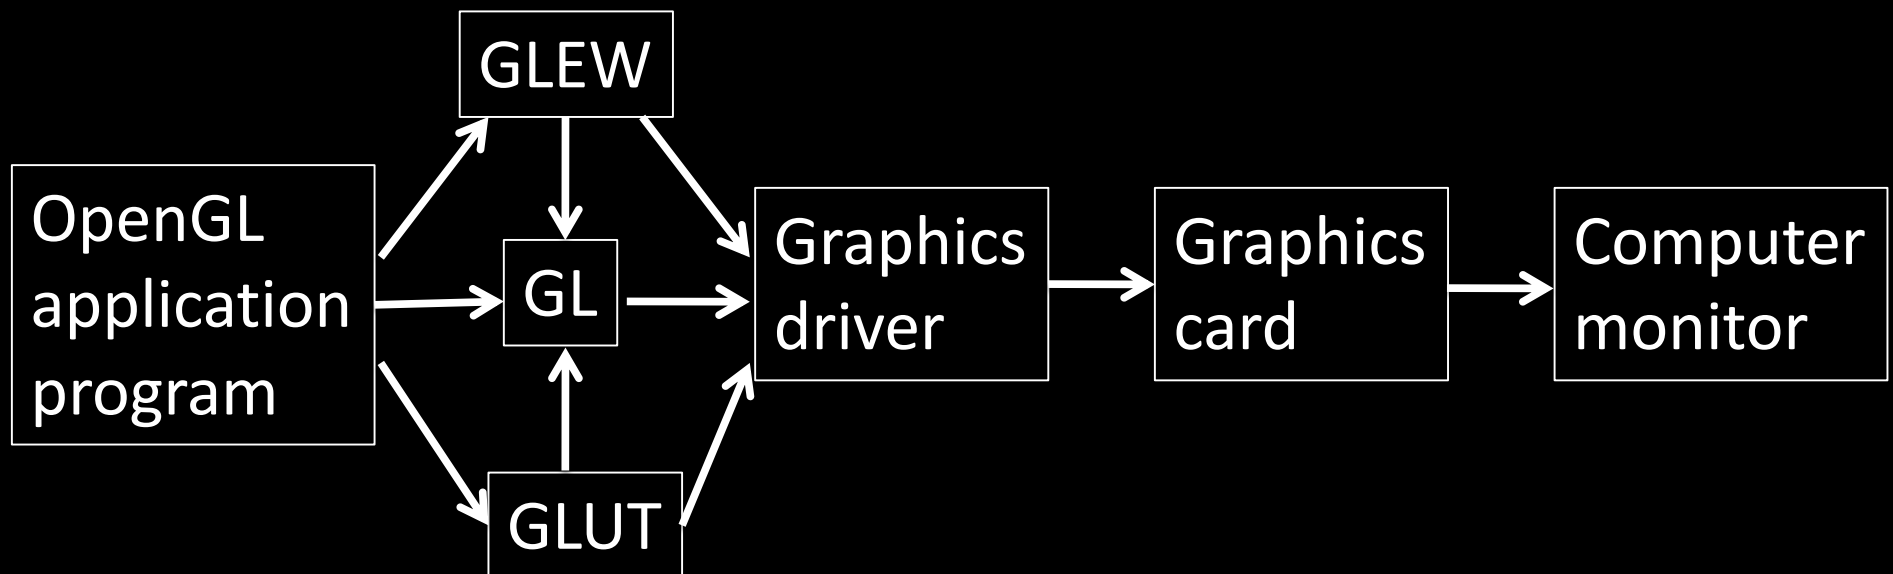 GLEW
OpenGL
application
program
GL
GLUT
Graphics
driver
Graphics
card
Computer
monitor